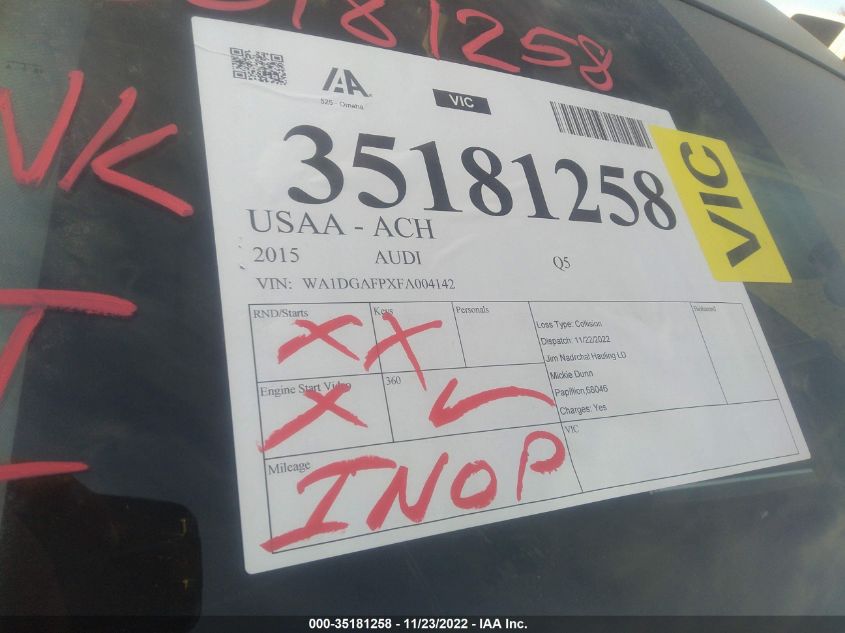 35181258
NK
I
IAA
525 - Omaha
VIC
35181258
VIC
USAA - ACH
2015 AUDI Q5
VIN: WA1DGAFPXFA004142
RND/Starts Keys Personals
X X
Loss Type: Collision
Dispatch: 11/22/2022
Jim Nadrchal Hauling LD
Mickie Dunn
Papillion,68046
Charges: Yes
Engine Start Video 360
X ✓
Mileage
INOP
VIC
000-35181258 - 11/23/2022 - IAA Inc.